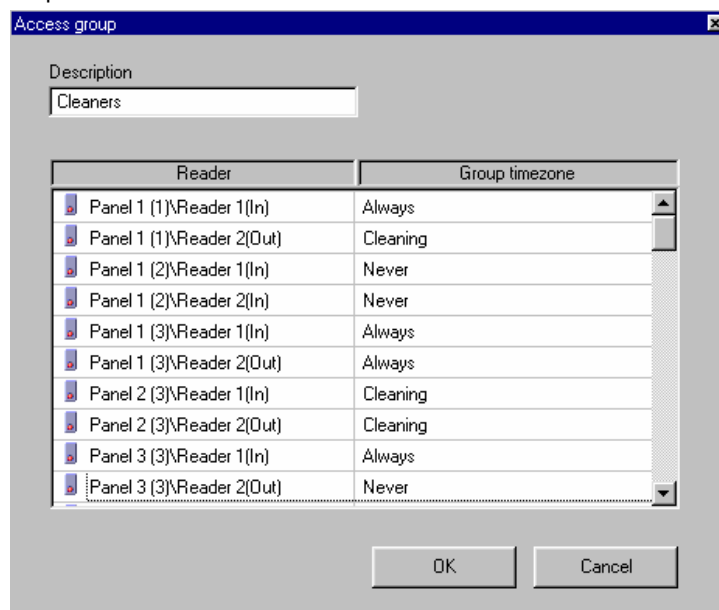 Access group
Description
Cleaners
Reader Group timezone
Panel 1 (1)\Reader 1(In) Always
Panel 1 (1)\Reader 2(Out) Cleaning
Panel 1 (2)\Reader 1(In) Never
Panel 1 (2)\Reader 2(In) Never
Panel 1 (3)\Reader 1(In) Always
Panel 1 (3)\Reader 2(Out) Always
Panel 2 (3)\Reader 1(In) Cleaning
Panel 2 (3)\Reader 2(Out) Cleaning
Panel 3 (3)\Reader 1(In) Always
Panel 3 (3)\Reader 2(Out) Never
OK Cancel